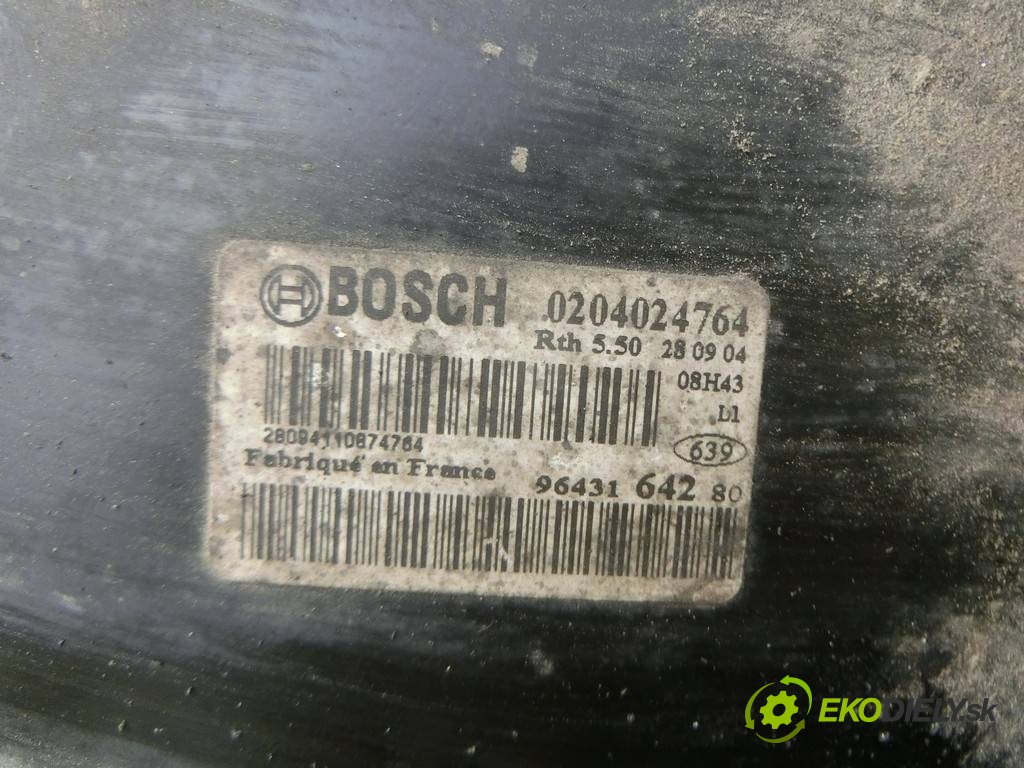 BOSCH 0204024764
Rth 5.50 28 09 04
08H43
L1
28094110874764
639
Fabriqué en France 96431 642 80
EKODIELY.sk